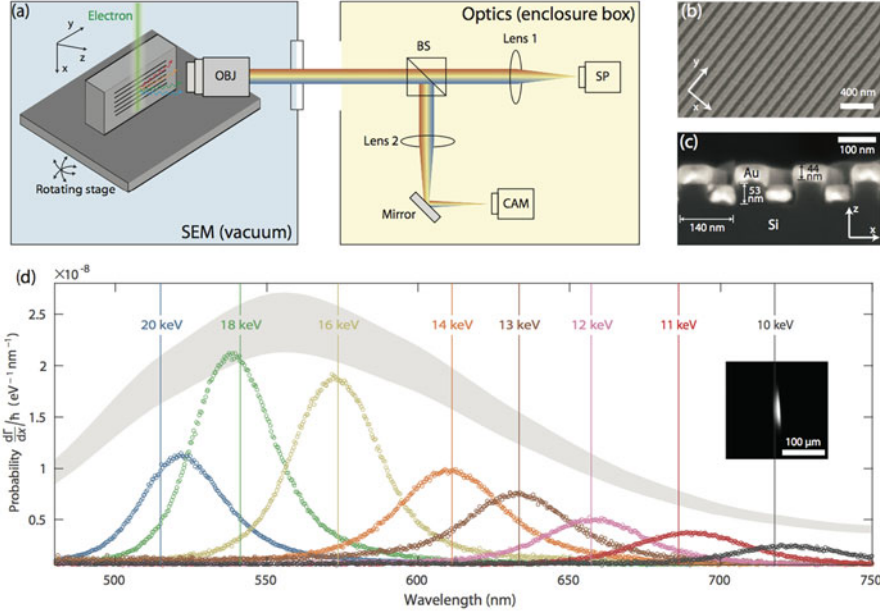 (a)
Electron
y
z
x
OBJ
Rotating stage
SEM (vacuum)
Optics (enclosure box)
BS
Lens 1
SP
Lens 2
Mirror
CAM
(b)
y
x
400 nm
(c)
100 nm
Au
44
nm
53
nm
140 nm
Si
z
x
(d)
×10⁻⁸
2.5
2
1.5
1
0.5
Probability dΓ/dx /ħ (eV⁻¹ nm⁻¹)
20 keV
18 keV
16 keV
14 keV
13 keV
12 keV
11 keV
10 keV
100 µm
500
550
600
650
700
750
Wavelength (nm)